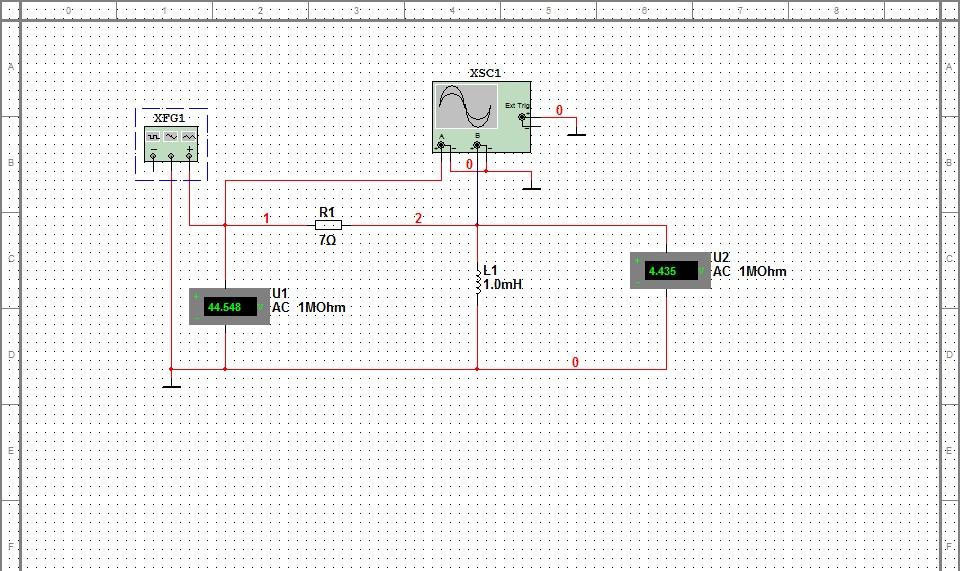 0 1 2 3 4 5 6 7 8
A A
XSC1
Ext Trig
+
-
0
XFG1
A B
+ - + -
B B
0
- +
R1
1 2
7Ω
C C
U2
+ 4.435 V AC 1MOhm
-
L1
1.0mH
U1
+ 44.548 V AC 1MOhm
-
D D
0
E E
F F